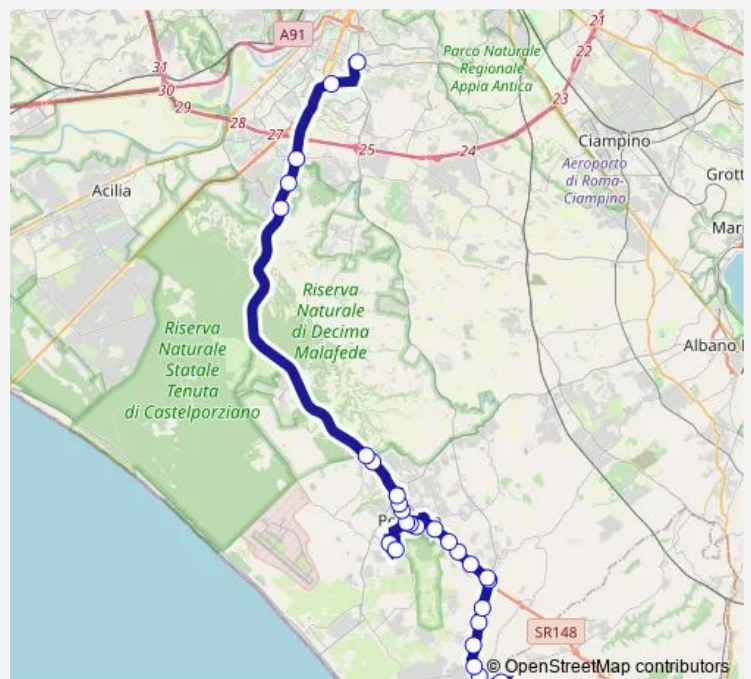 A91
21
22
Parco Naturale
Regionale
Appia Antica
31
30
29
28
27
23
25
24
Ciampino
Aeroporto
di Roma-
Ciampino
Acilia
Grott
Mari
Riserva
Naturale
di Decima
Malafede
Riserva
Naturale
Statale
Tenuta
di Castelporziano
Albano
SR148
© OpenStreetMap contributors